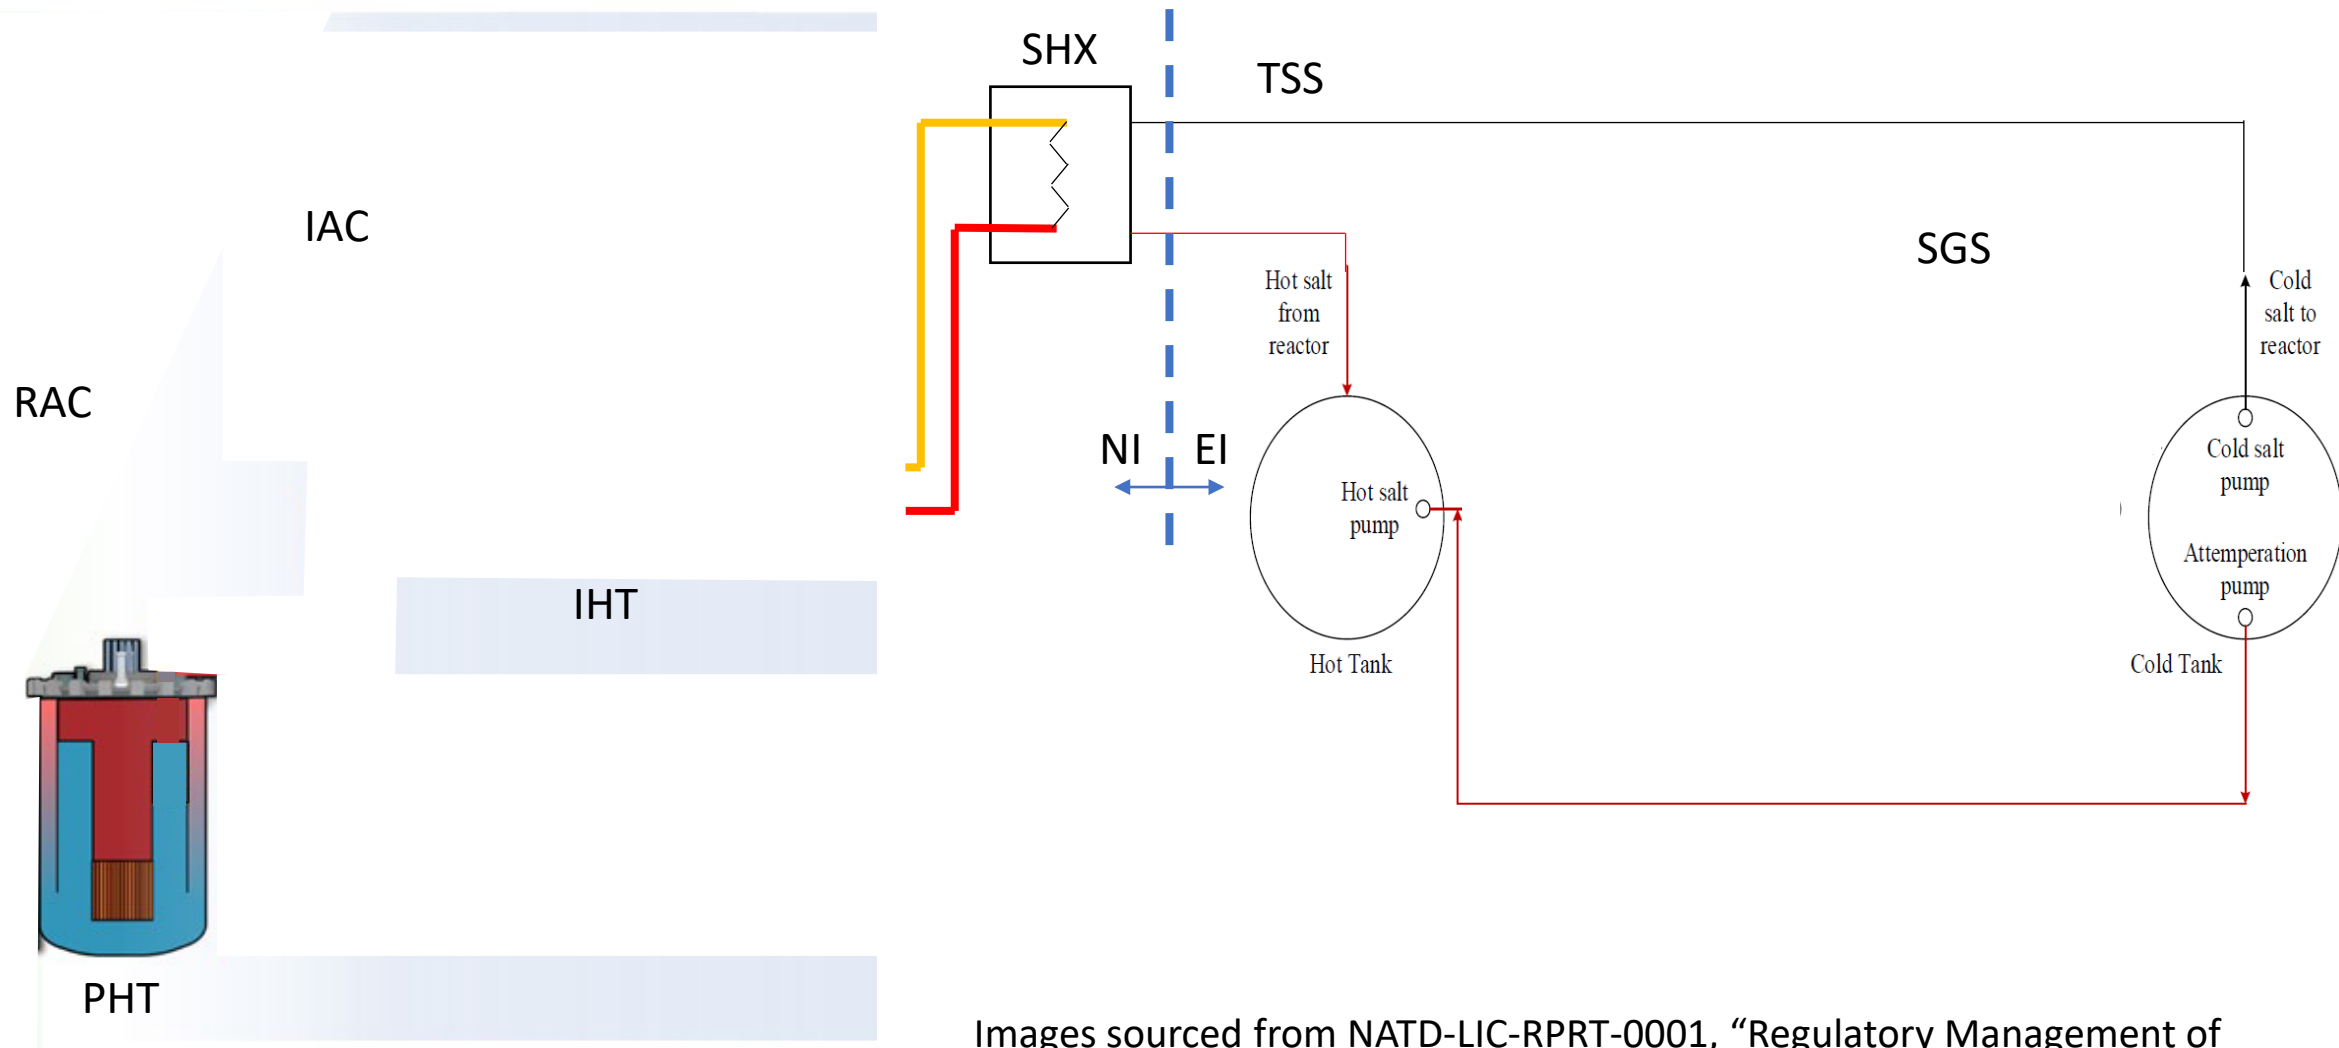 SHX
TSS
IAC
SGS
Hot salt
from
reactor
Cold
salt to
reactor
RAC
NI
EI
Cold salt
pump
Hot salt
pump
Attemperation
pump
IHT
Hot Tank
Cold Tank
PHT
Images sourced from NATD-LIC-RPRT-0001, “Regulatory Management of